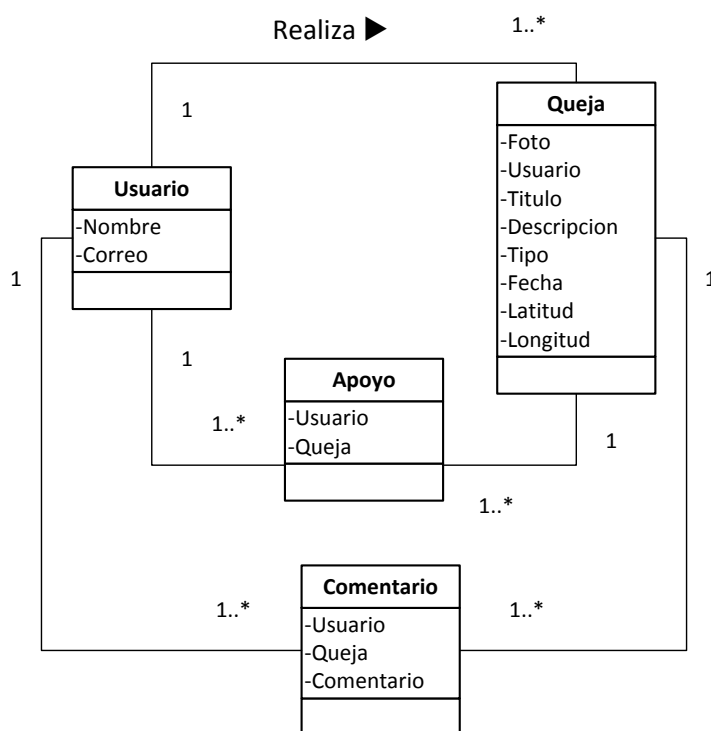 Realiza ▶
1..*
1
Queja
-Foto
-Usuario
-Titulo
-Descripcion
-Tipo
-Fecha
-Latitud
-Longitud
Usuario
-Nombre
-Correo
1
1
1
Apoyo
-Usuario
-Queja
1..*
1
1..*
Comentario
-Usuario
-Queja
-Comentario
1..*
1..*